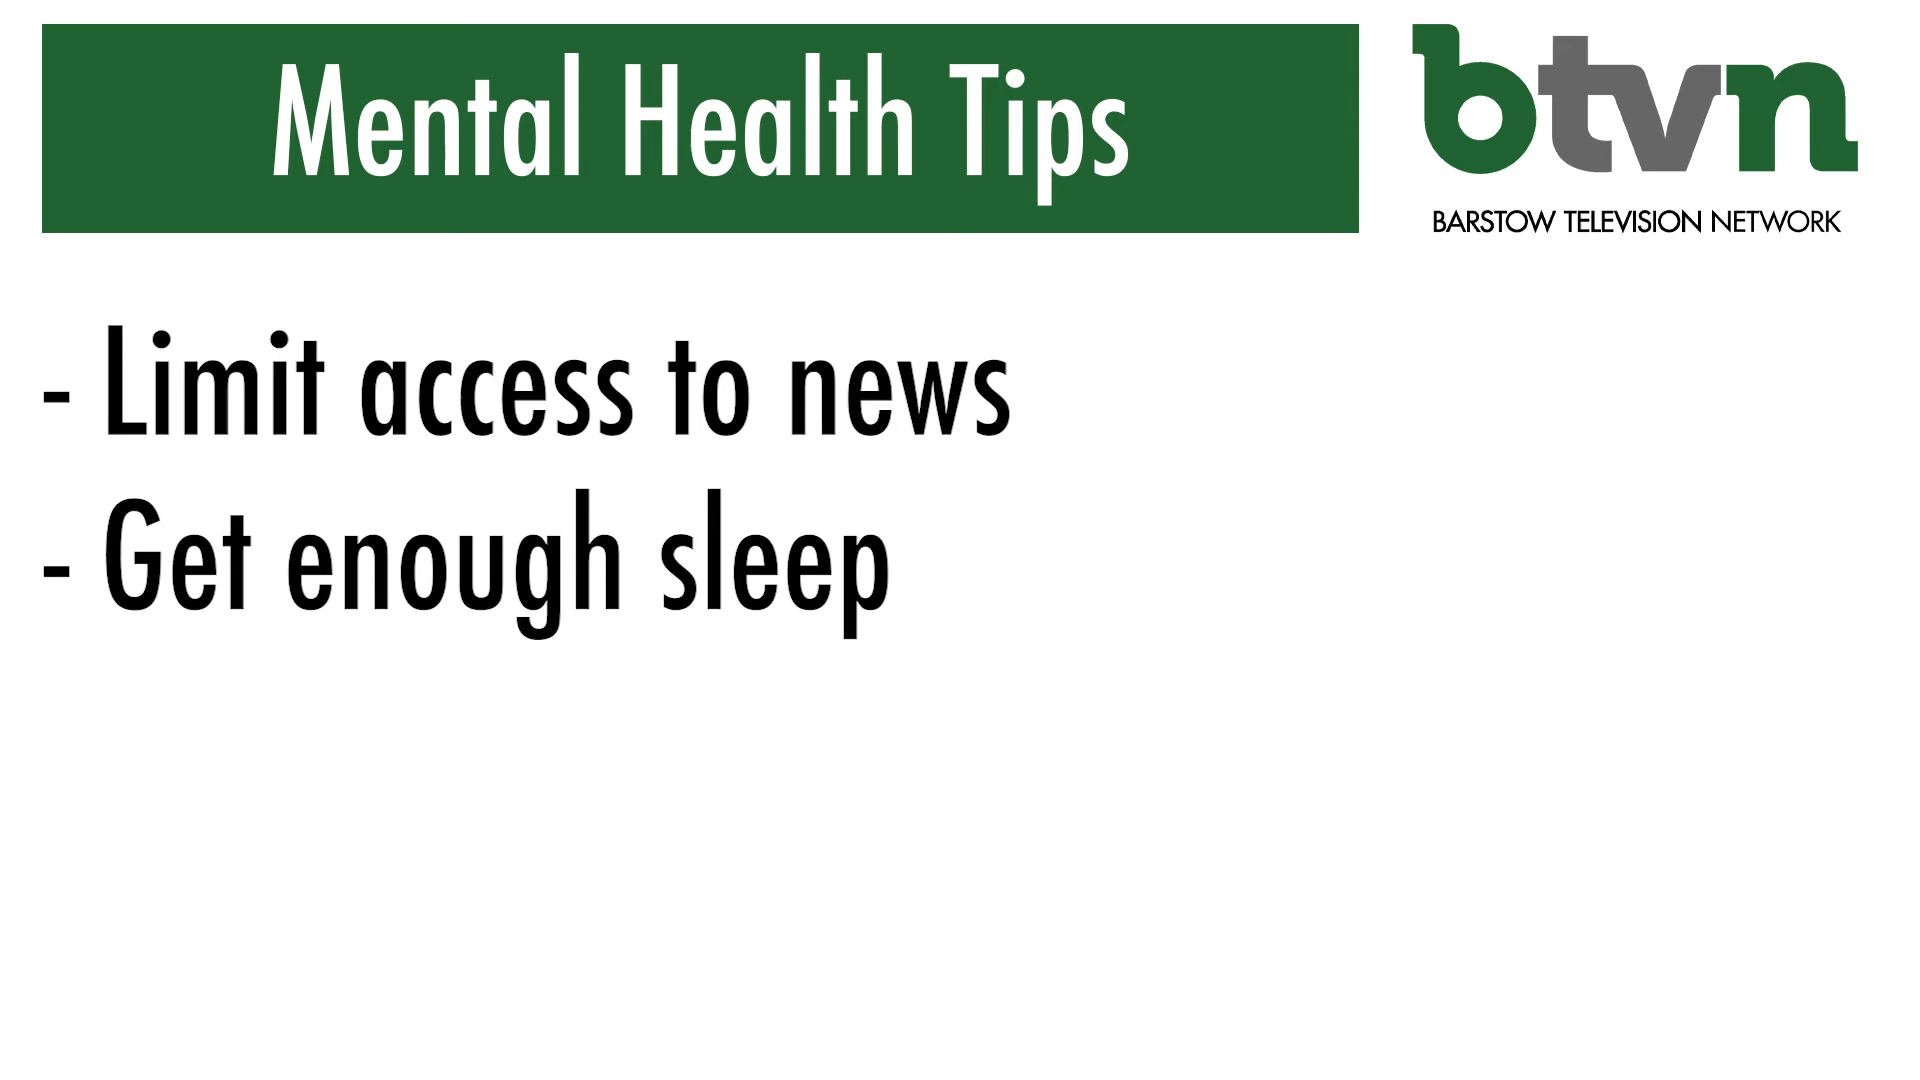 Mental Health Tips
btvn
BARSTOW TELEVISION NETWORK
- Limit access to news
- Get enough sleep